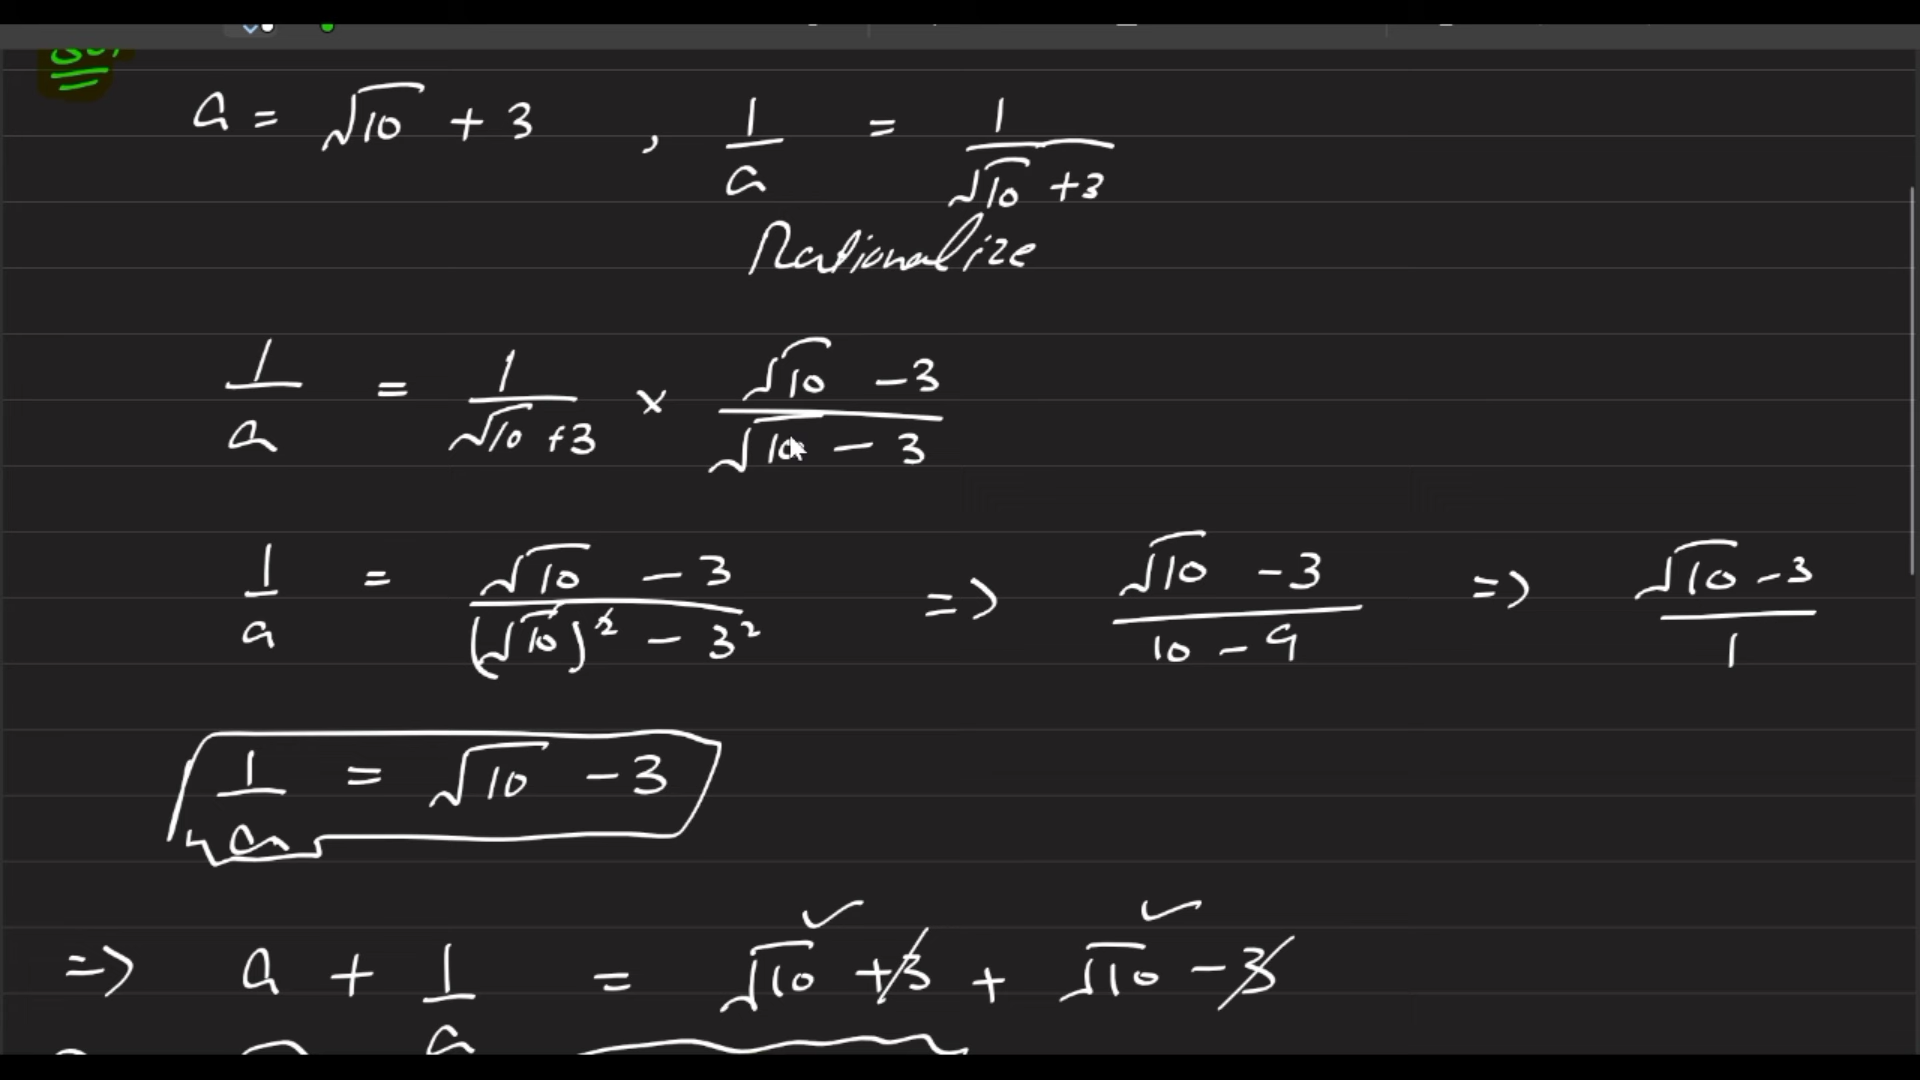 a = √10 + 3 , 1/a = 1/(√10 + 3)
Rationalize
1/a = 1/(√10 + 3) × (√10 - 3)/(√10 - 3)
1/a = (√10 - 3)/((√10)² - 3²) => (√10 - 3)/(10 - 9) => (√10 - 3)/1
1/a = √10 - 3
=> a + 1/a = √10 + 3 + √10 - 3